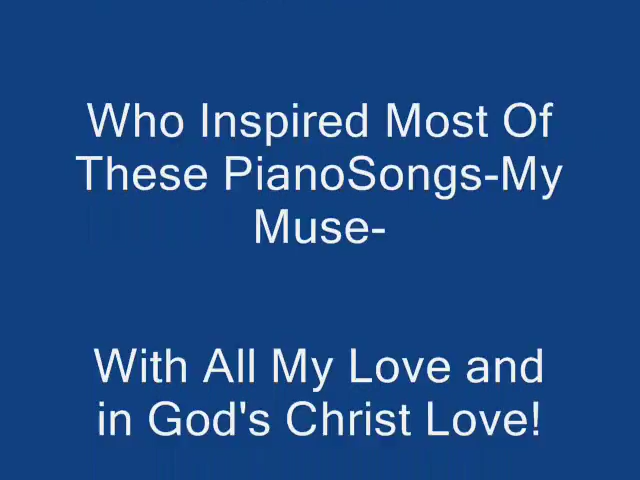 Who Inspired Most Of
These PianoSongs-My
Muse-
With All My Love and
in God's Christ Love!